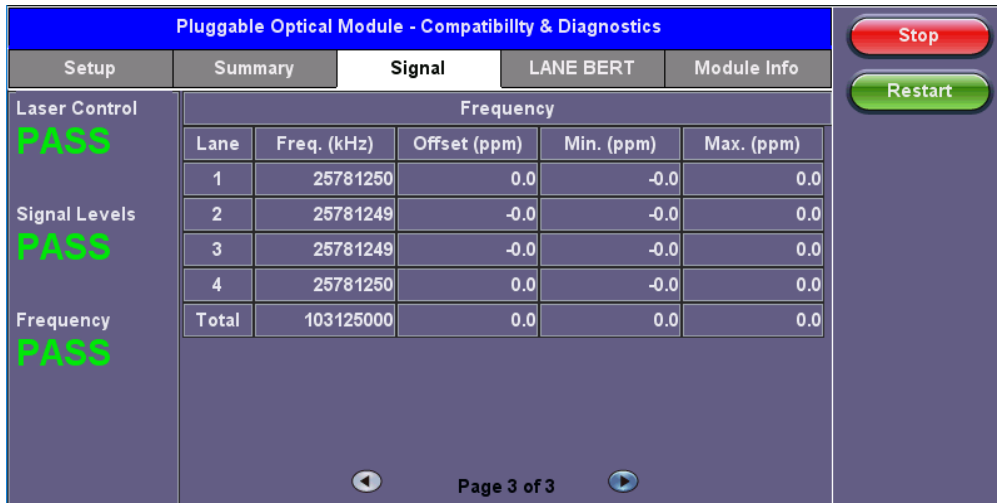 Pluggable Optical Module - Compatibillty & Diagnostics
Stop
Restart
Setup Summary Signal LANE BERT Module Info
Laser Control
PASS
Signal Levels
PASS
Frequency
PASS
Frequency
Lane Freq. (kHz) Offset (ppm) Min. (ppm) Max. (ppm)
1 25781250 0.0 -0.0 0.0
2 25781249 -0.0 -0.0 0.0
3 25781249 -0.0 -0.0 0.0
4 25781250 0.0 -0.0 0.0
Total 103125000 0.0 0.0 0.0
Page 3 of 3